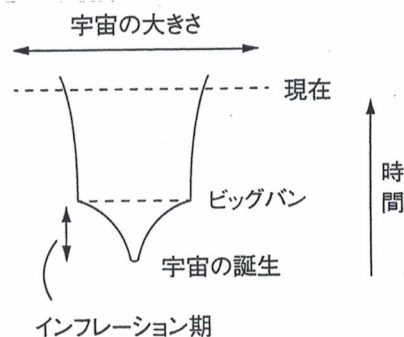 宇宙の大きさ
現在
時間
ビッグバン
宇宙の誕生
インフレーション期